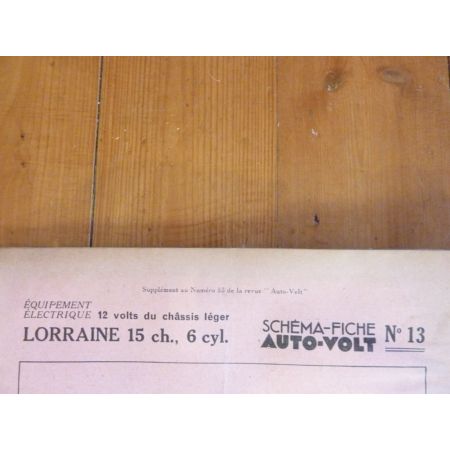 Supplément au Numéro 35 de la revue "Auto-Volt"
ÉQUIPEMENT
ÉLECTRIQUE 12 volts du châssis léger
LORRAINE 15 ch., 6 cyl.
SCHÉMA-FICHE
AUTO-VOLT N° 13